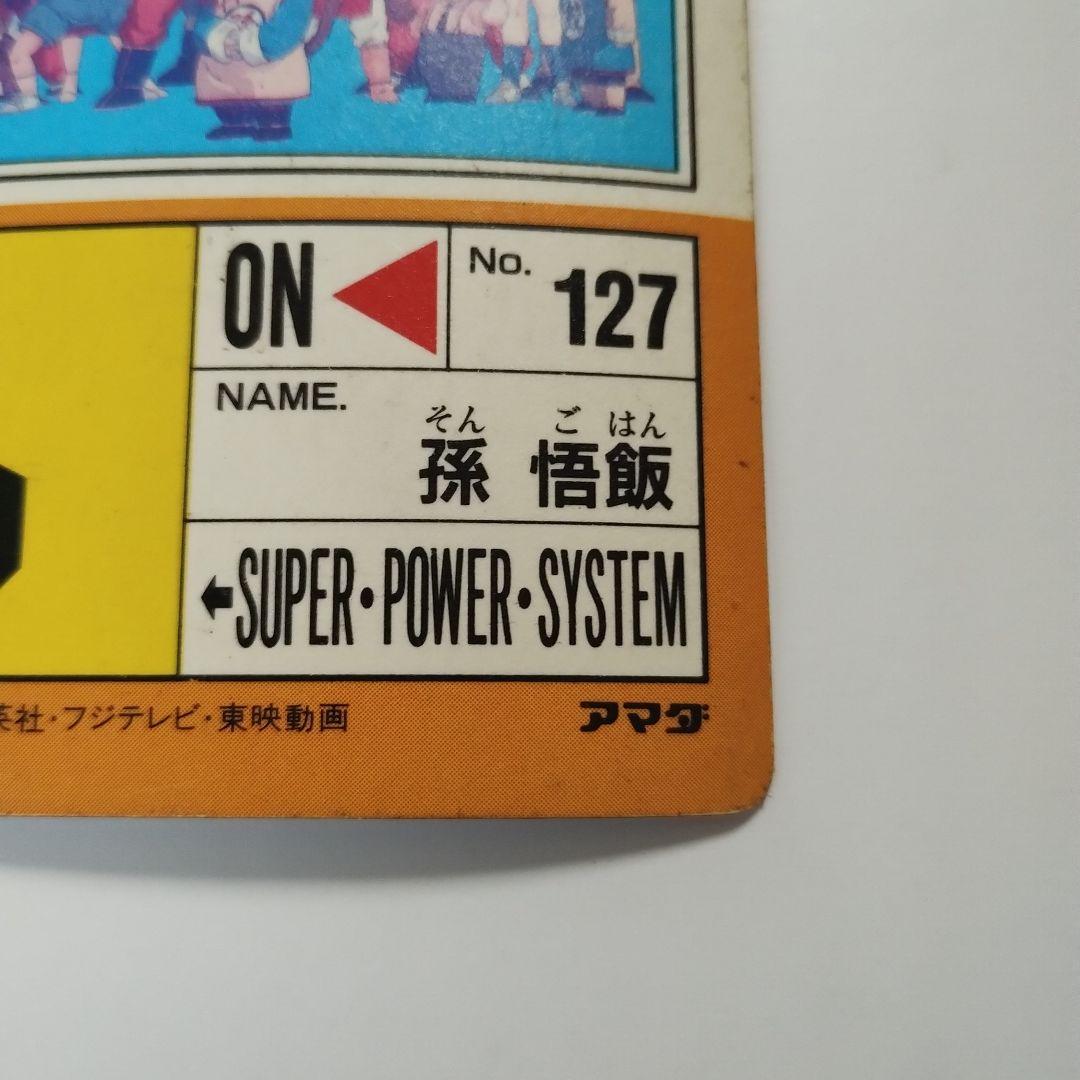 ON
No. 127
NAME.
そん ご はん
孫 悟飯
←SUPER・POWER・SYSTEM
英社・フジテレビ・東映動画
アマダ